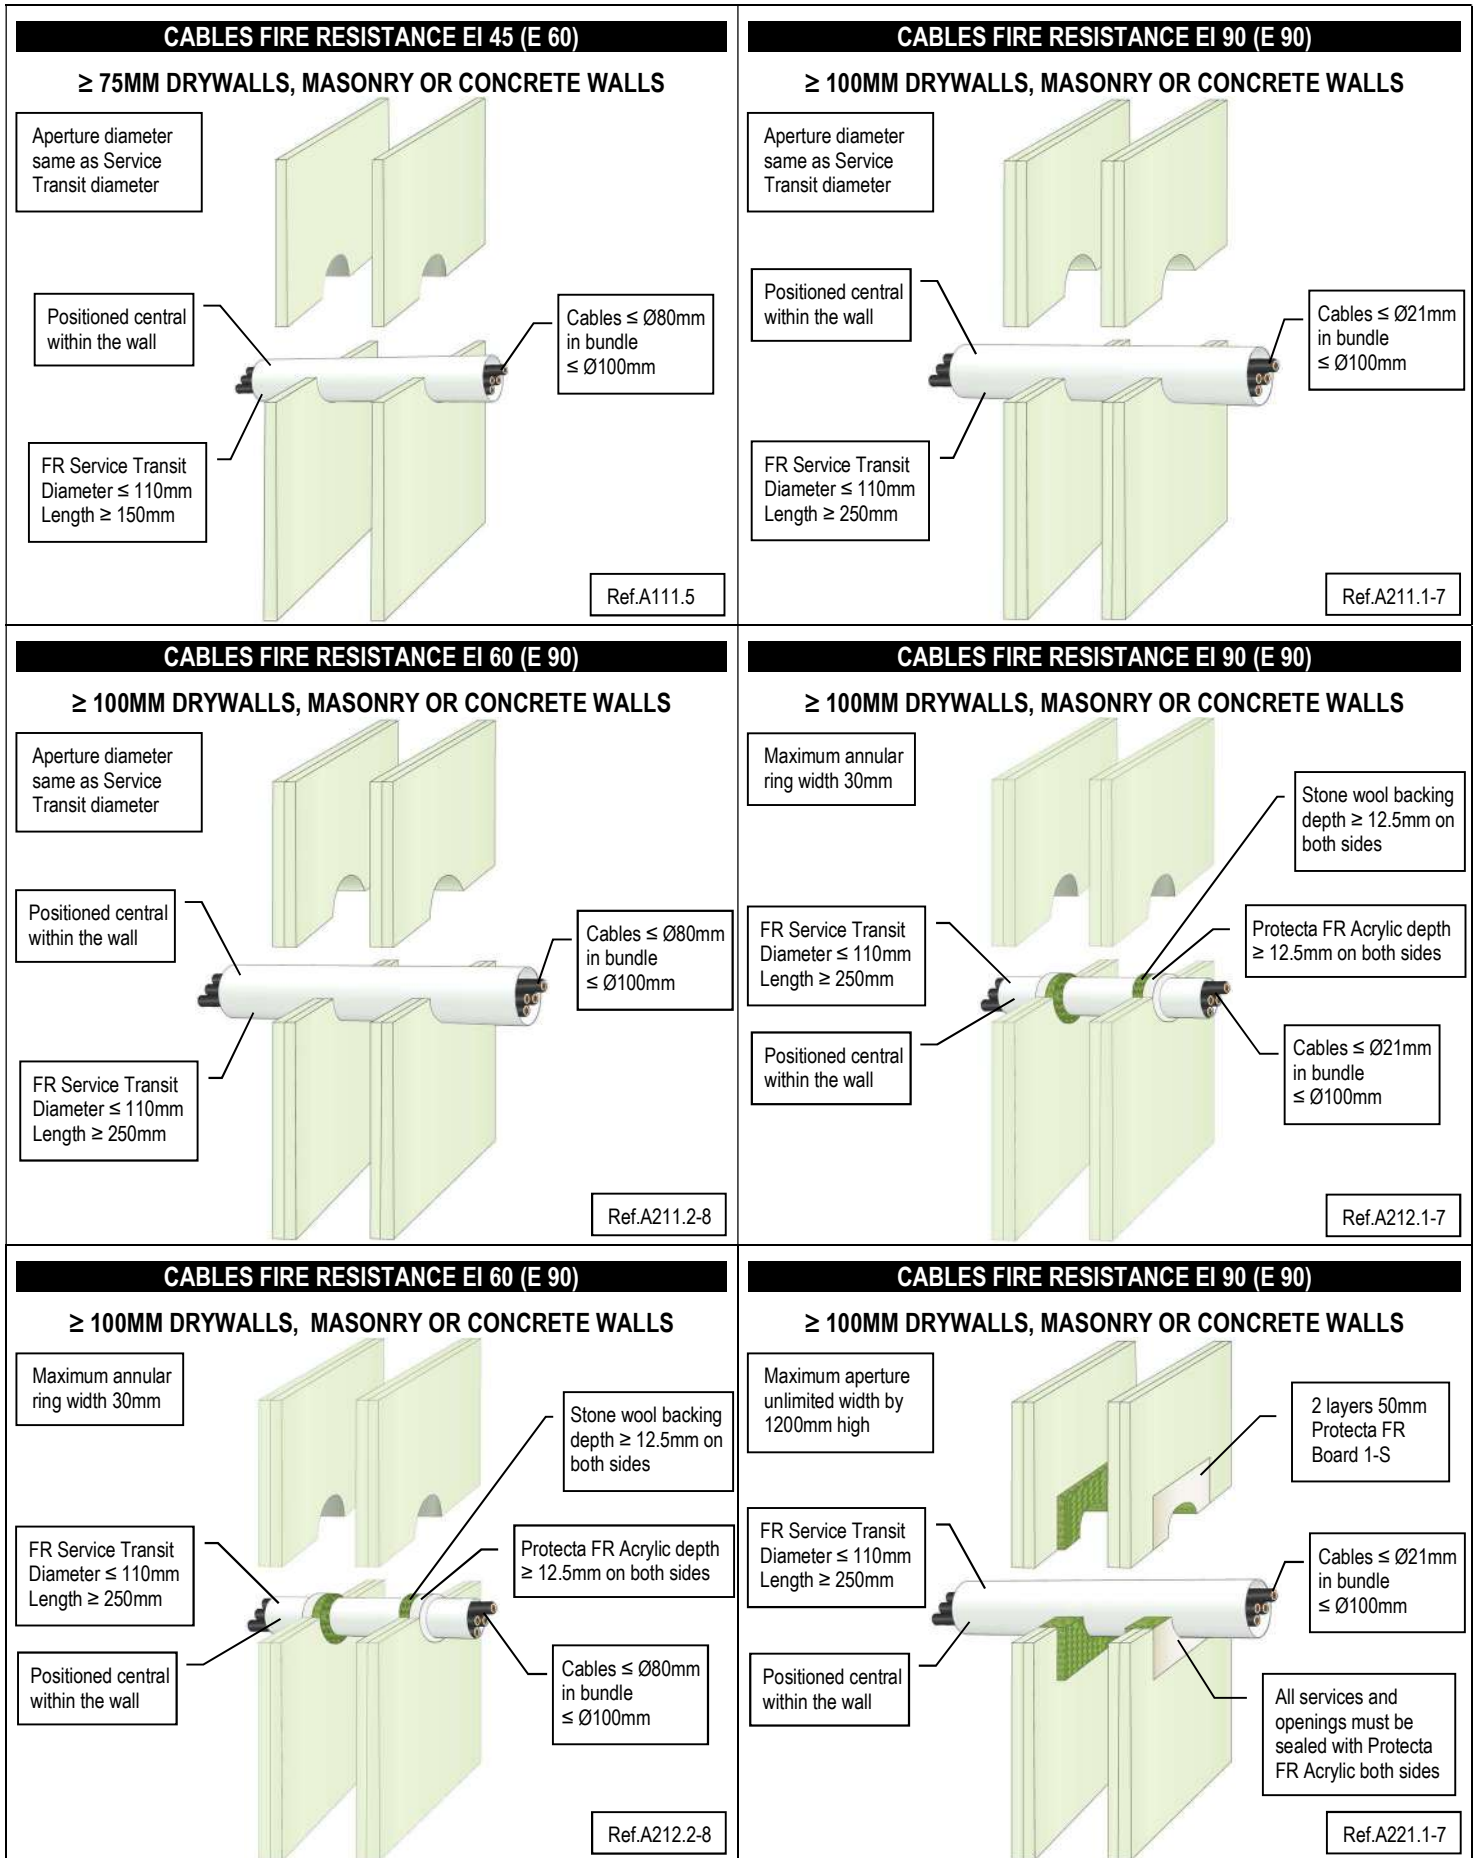 CABLES FIRE RESISTANCE EI 45 (E 60)
≥ 75MM DRYWALLS, MASONRY OR CONCRETE WALLS
Aperture diameter
same as Service
Transit diameter
Positioned central
within the wall
Cables ≤ Ø80mm
in bundle
≤ Ø100mm
FR Service Transit
Diameter ≤ 110mm
Length ≥ 150mm
Ref.A111.5
CABLES FIRE RESISTANCE EI 90 (E 90)
≥ 100MM DRYWALLS, MASONRY OR CONCRETE WALLS
Aperture diameter
same as Service
Transit diameter
Positioned central
within the wall
Cables ≤ Ø21mm
in bundle
≤ Ø100mm
FR Service Transit
Diameter ≤ 110mm
Length ≥ 250mm
Ref.A211.1-7
CABLES FIRE RESISTANCE EI 60 (E 90)
≥ 100MM DRYWALLS, MASONRY OR CONCRETE WALLS
Aperture diameter
same as Service
Transit diameter
Positioned central
within the wall
Cables ≤ Ø80mm
in bundle
≤ Ø100mm
FR Service Transit
Diameter ≤ 110mm
Length ≥ 250mm
Ref.A211.2-8
CABLES FIRE RESISTANCE EI 90 (E 90)
≥ 100MM DRYWALLS, MASONRY OR CONCRETE WALLS
Maximum annular
ring width 30mm
Stone wool backing
depth ≥ 12.5mm on
both sides
FR Service Transit
Diameter ≤ 110mm
Length ≥ 250mm
Protecta FR Acrylic depth
≥ 12.5mm on both sides
Positioned central
within the wall
Cables ≤ Ø21mm
in bundle
≤ Ø100mm
Ref.A212.1-7
CABLES FIRE RESISTANCE EI 60 (E 90)
≥ 100MM DRYWALLS, MASONRY OR CONCRETE WALLS
Maximum annular
ring width 30mm
Stone wool backing
depth ≥ 12.5mm on
both sides
FR Service Transit
Diameter ≤ 110mm
Length ≥ 250mm
Protecta FR Acrylic depth
≥ 12.5mm on both sides
Positioned central
within the wall
Cables ≤ Ø80mm
in bundle
≤ Ø100mm
Ref.A212.2-8
CABLES FIRE RESISTANCE EI 90 (E 90)
≥ 100MM DRYWALLS, MASONRY OR CONCRETE WALLS
Maximum aperture
unlimited width by
1200mm high
2 layers 50mm
Protecta FR
Board 1-S
FR Service Transit
Diameter ≤ 110mm
Length ≥ 250mm
Cables ≤ Ø21mm
in bundle
≤ Ø100mm
Positioned central
within the wall
All services and
openings must be
sealed with Protecta
FR Acrylic both sides
Ref.A221.1-7